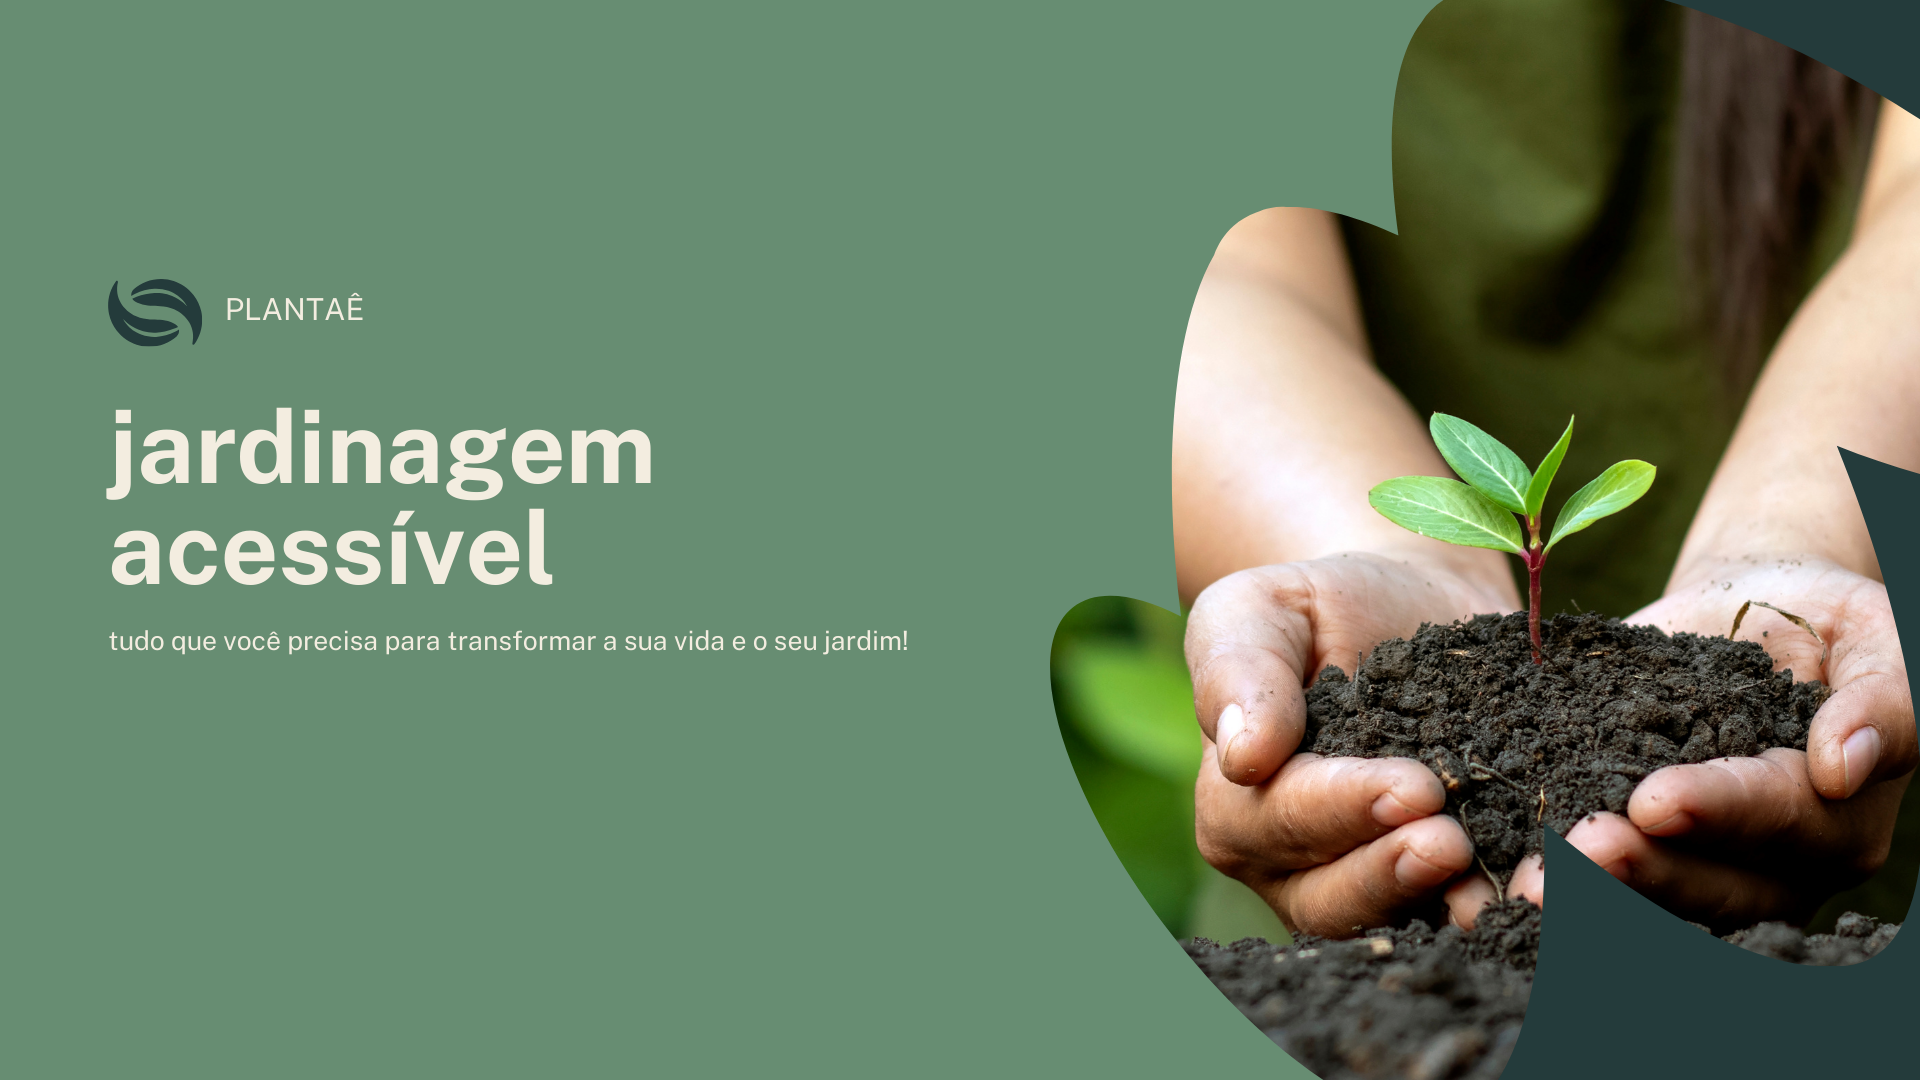 PLANTAÊ
jardinagem
acessível
tudo que você precisa para transformar a sua vida e o seu jardim!